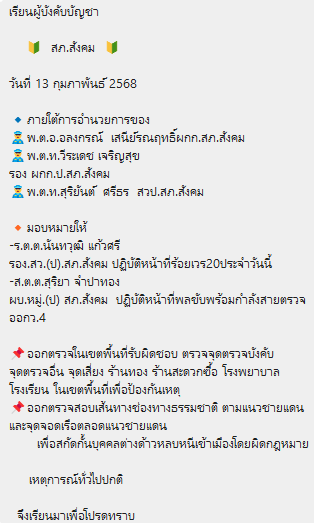 เรียนผู้บังคับบัญชา
🔰 สภ.สังคม 🔰
วันที่ 13 กุมภาพันธ์ 2568
🔹ภายใต้การอำนวยการของ
👮พ.ต.อ.อลงกรณ์ เสนีย์รณฤทธิ์ผกก.สภ.สังคม
👮พ.ต.ท.วีระเดช เจริญสุข
รอง ผกก.ป.สภ.สังคม
👮พ.ต.ท.สุริยันต์ ศรีธร สวป.สภ.สังคม
🔸มอบหมายให้
-ร.ต.ต.นันทวุฒิ แก้วศรี
รอง.สว.(ป).สภ.สังคม ปฏิบัติหน้าที่ร้อยเวร20ประจำวันนี้
-ส.ต.ต.สุริยา จำปาทอง
ผบ.หมู่.(ป) สภ.สังคม ปฏิบัติหน้าที่พลขับพร้อมกำลังสายตรวจ
ออกว.4
📌ออกตรวจในเขตพื้นที่รับผิดชอบ ตรวจจุดตรวจบังคับ
จุดตรวจอื่น จุดเสี่ยง ร้านทอง ร้านสะดวกซื้อ โรงพยาบาล
โรงเรียน ในเขตพื้นที่เพื่อป้องกันเหตุ
📌ออกตรวจสอบเส้นทางช่องทางธรรมชาติ ตามแนวชายแดน
และจุดจอดเรือตลอดแนวชายแดน
เพื่อสกัดกั้นบุคคลต่างด้าวหลบหนีเข้าเมืองโดยผิดกฎหมาย
เหตุการณ์ทั่วไปปกติ
จึงเรียนมาเพื่อโปรดทราบ